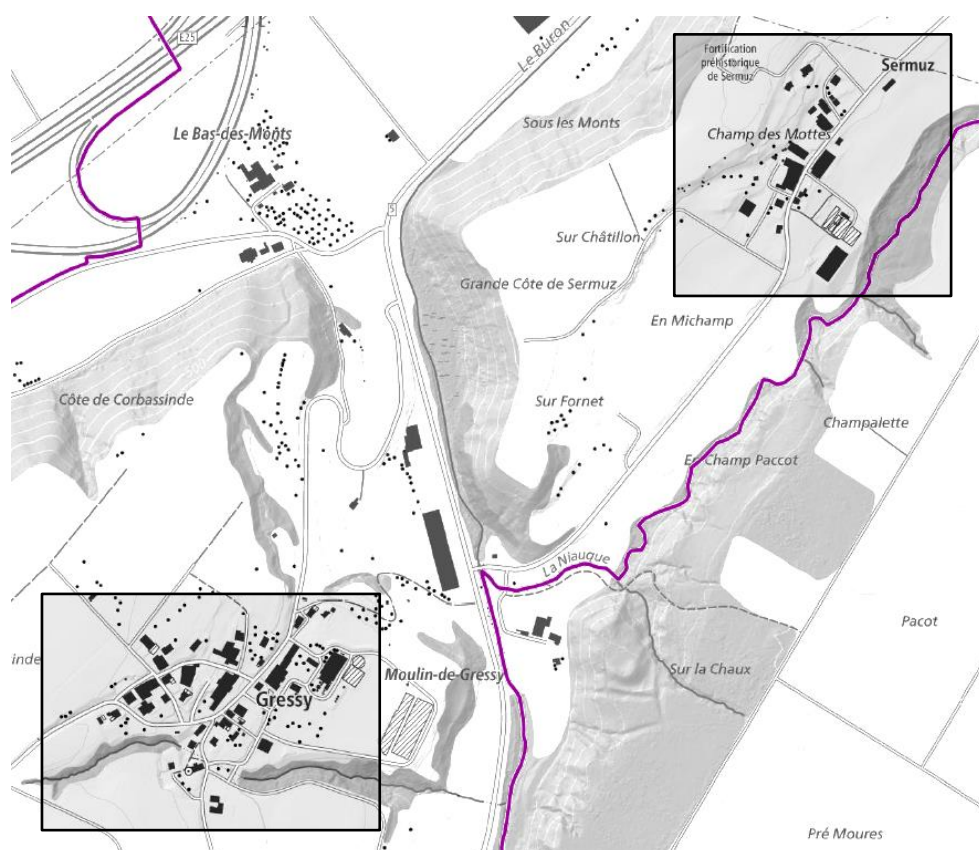 E25
Le Buron
Fortification
préhistorique
de Sermuz
Sermuz
Le Bas-des-Monts
Sous les Monts
Champ des Mottes
Sur Châtillon
Grande Côte de Sermuz
En Michamp
Côte de Corbassinde
Sur Fornet
Champalette
En Champ Paccot
La Niauque
Pacot
inde
Moulin-de-Gressy
Sur la Chaux
Gressy
Pré Moures